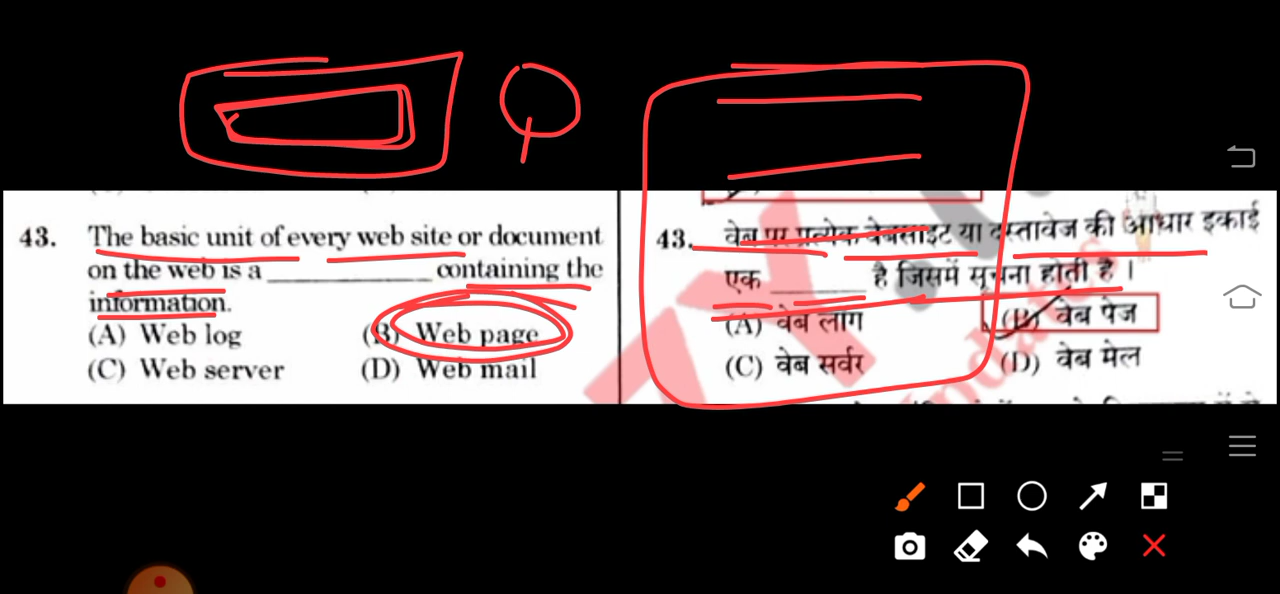 43. The basic unit of every web site or document
on the web is a ____________ containing the
information.
(A) Web log
(B) Web page
(C) Web server
(D) Web mail
43. वेब पर प्रत्येक वेबसाइट या दस्तावेज की आधार इकाई
एक ________ है जिसमें सूचना होती है ।
(A) वेब लॉग
(B) वेब पेज
(C) वेब सर्वर
(D) वेब मेल